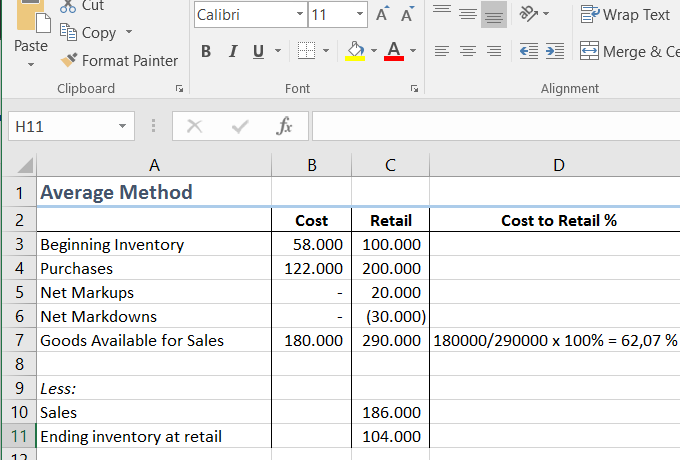 Cut
Calibri 11 A A Wrap Text
Paste Copy
Format Painter B I U A Merge & Ce
Clipboard Font Alignment
H11 fx
A B C D
1 Average Method
2 Cost Retail Cost to Retail %
3 Beginning Inventory 58.000 100.000
4 Purchases 122.000 200.000
5 Net Markups - 20.000
6 Net Markdowns - (30.000)
7 Goods Available for Sales 180.000 290.000 180000/290000 x 100% = 62,07 %
8
9 Less:
10 Sales 186.000
11 Ending inventory at retail 104.000
12